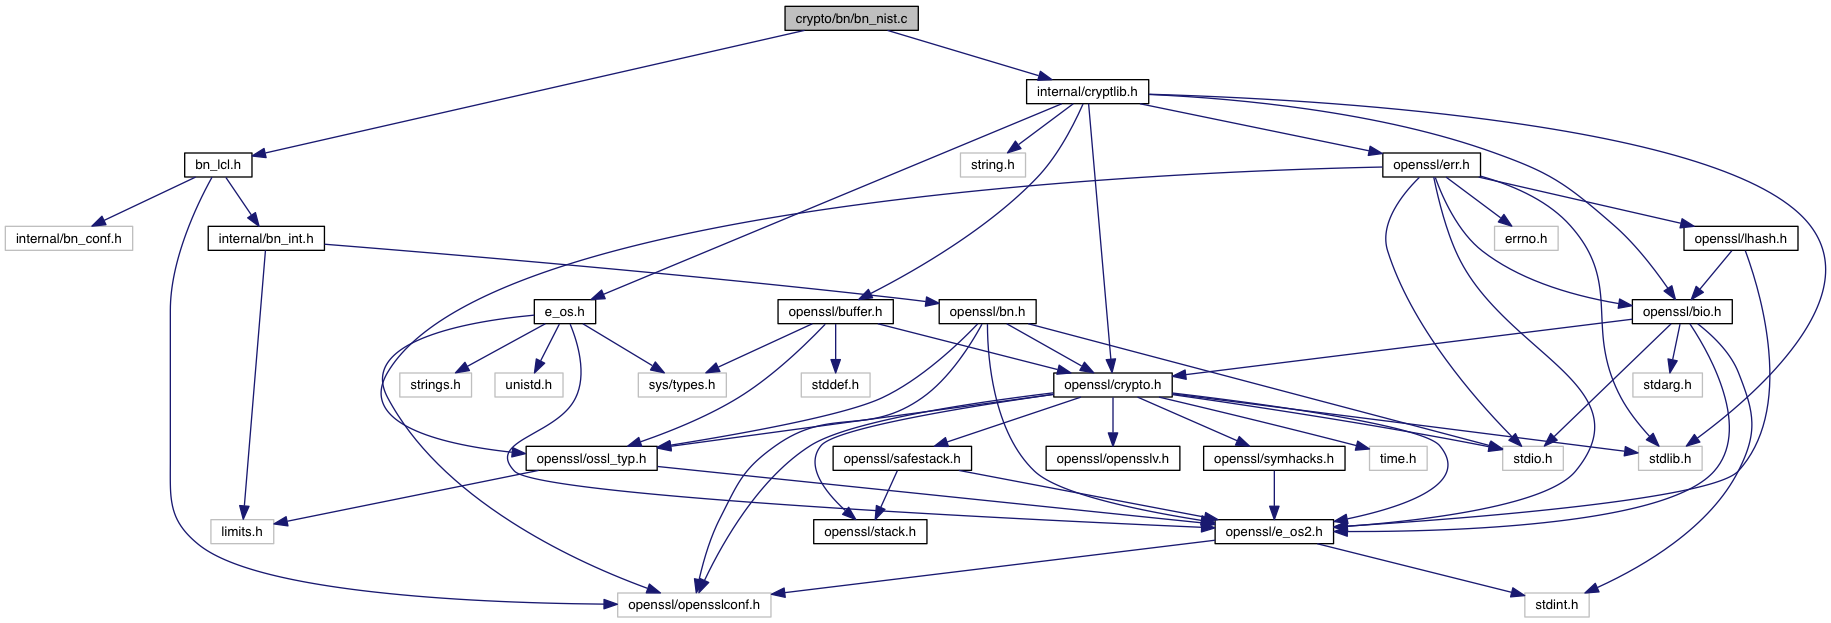 crypto/bn/bn_nist.c
internal/cryptlib.h
bn_lcl.h
string.h
openssl/err.h
internal/bn_conf.h
internal/bn_int.h
errno.h
openssl/lhash.h
e_os.h
openssl/buffer.h
openssl/bn.h
openssl/bio.h
strings.h
unistd.h
sys/types.h
stddef.h
openssl/crypto.h
stdarg.h
openssl/ossl_typ.h
openssl/safestack.h
openssl/opensslv.h
openssl/symhacks.h
time.h
stdio.h
stdlib.h
limits.h
openssl/stack.h
openssl/e_os2.h
openssl/opensslconf.h
stdint.h